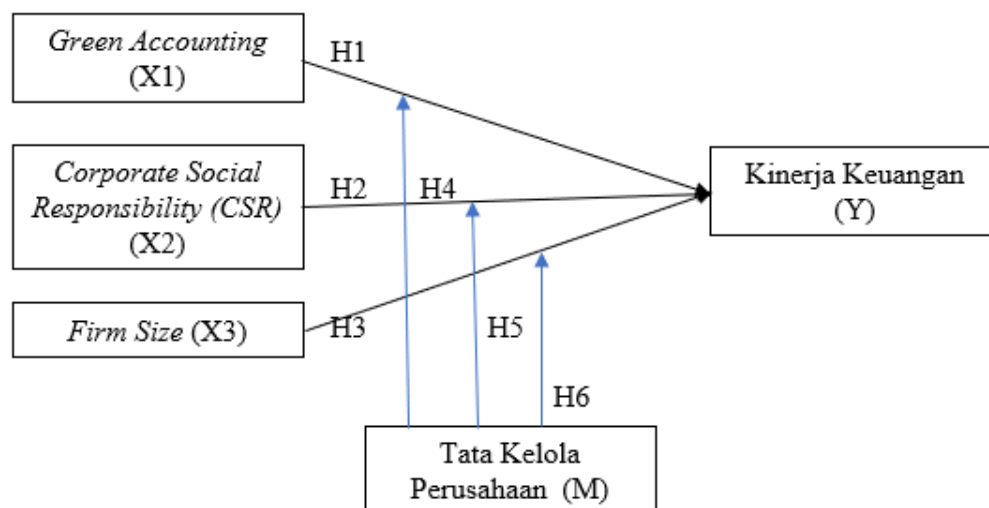 Green Accounting
(X1)
H1
Corporate Social
Responsibility (CSR)
(X2)
H2
H4
Kinerja Keuangan
(Y)
Firm Size (X3)
H3
H5
H6
Tata Kelola
Perusahaan (M)